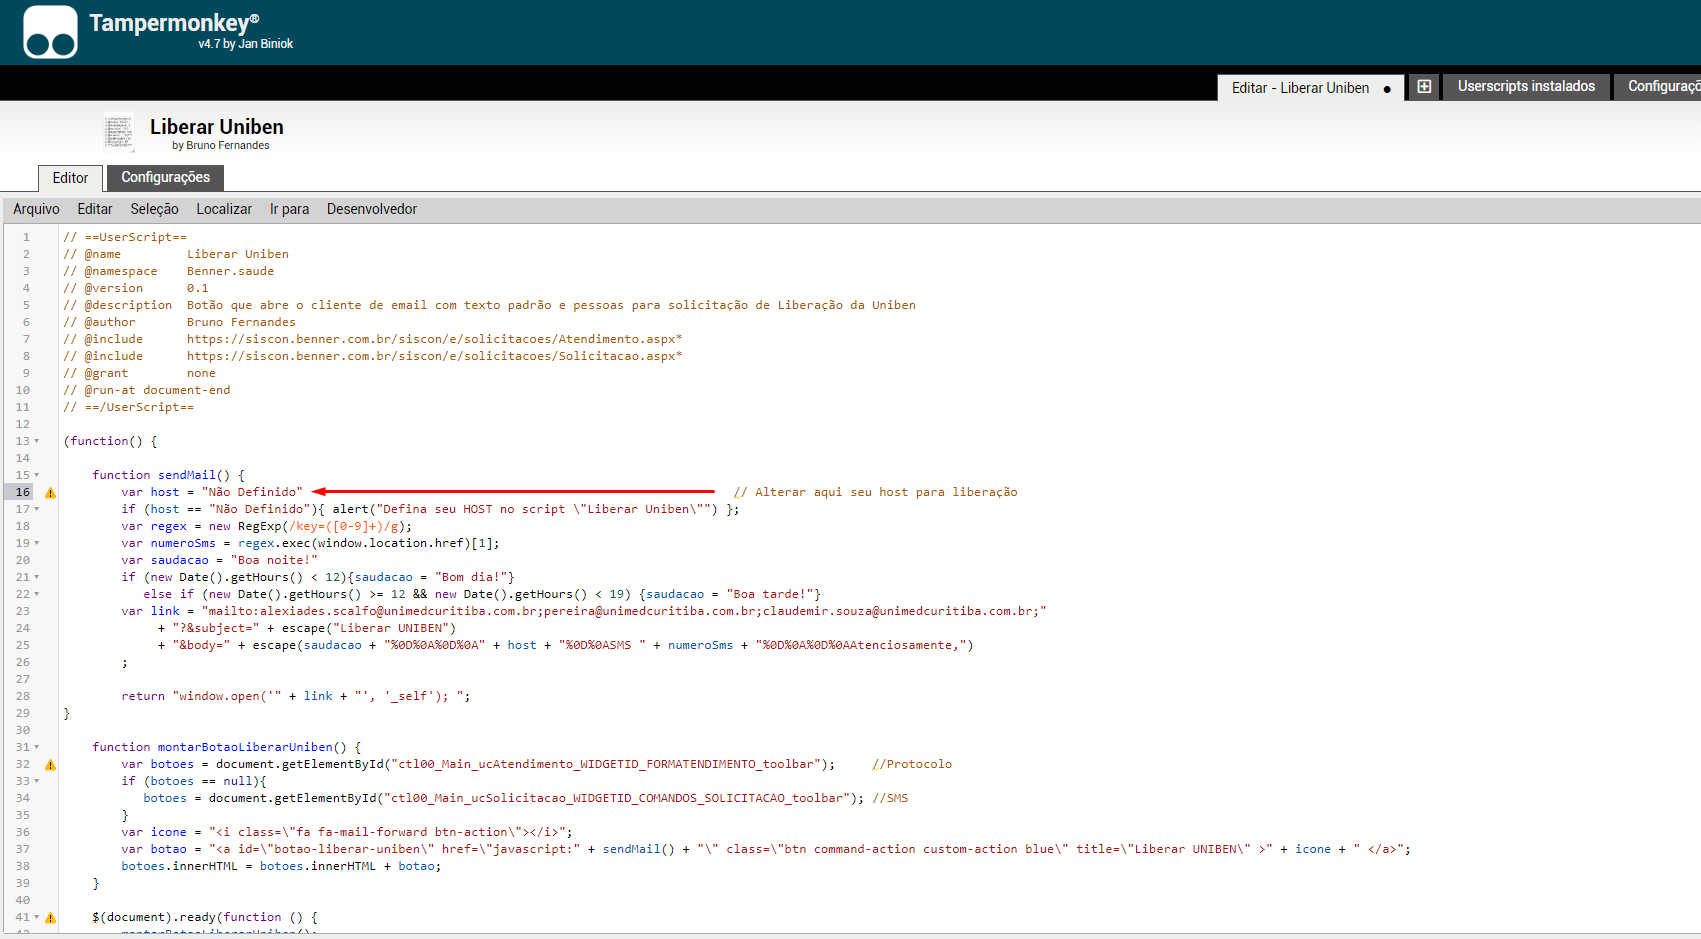 Tampermonkey®
v4.7 by Jan Biniok
Editar - Liberar Uniben ●
Userscripts instalados
Configuraçõ
Liberar Uniben
by Bruno Fernandes
Editor
Configurações
Arquivo Editar Seleção Localizar Ir para Desenvolvedor
1 // ==UserScript==
2 // @name Liberar Uniben
3 // @namespace Benner.saude
4 // @version 0.1
5 // @description Botão que abre o cliente de email com texto padrão e pessoas para solicitação de Liberação da Uniben
6 // @author Bruno Fernandes
7 // @include https://siscon.benner.com.br/siscon/e/solicitacoes/Atendimento.aspx*
8 // @include https://siscon.benner.com.br/siscon/e/solicitacoes/Solicitacao.aspx*
9 // @grant none
10 // @run-at document-end
11 // ==/UserScript==
12
13 (function() {
14
15 function sendMail() {
16 var host = "Não Definido" // Alterar aqui seu host para liberação
17 if (host == "Não Definido"){ alert("Defina seu HOST no script \"Liberar Uniben\"") };
18 var regex = new RegExp(/key=([0-9]+)/g);
19 var numeroSms = regex.exec(window.location.href)[1];
20 var saudacao = "Boa noite!"
21 if (new Date().getHours() < 12){saudacao = "Bom dia!"}
22 else if (new Date().getHours() >= 12 && new Date().getHours() < 19) {saudacao = "Boa tarde!"}
23 var link = "mailto:alexiades.scalfo@unimedcuritiba.com.br;pereira@unimedcuritiba.com.br;claudemir.souza@unimedcuritiba.com.br;"
24 + "?&subject=" + escape("Liberar UNIBEN")
25 + "&body=" + escape(saudacao + "%0D%0A%0D%0A" + host + "%0D%0ASMS " + numeroSms + "%0D%0A%0D%0AAtenciosamente,")
26 ;
27
28 return "window.open('" + link + "', '_self'); ";
29 }
30
31 function montarBotaoLiberarUniben() {
32 var botoes = document.getElementById("ctl00_Main_ucAtendimento_WIDGETID_FORMATENDIMENTO_toolbar"); //Protocolo
33 if (botoes == null){
34 botoes = document.getElementById("ctl00_Main_ucSolicitacao_WIDGETID_COMANDOS_SOLICITACAO_toolbar"); //SMS
35 }
36 var icone = "<i class=\"fa fa-mail-forward btn-action\"></i>";
37 var botao = "<a id=\"botao-liberar-uniben\" href=\"javascript:" + sendMail() + "\" class=\"btn command-action custom-action blue\" title=\"Liberar UNIBEN\" >" + icone + " </a>";
38 botoes.innerHTML = botoes.innerHTML + botao;
39 }
40
41 $(document).ready(function () {